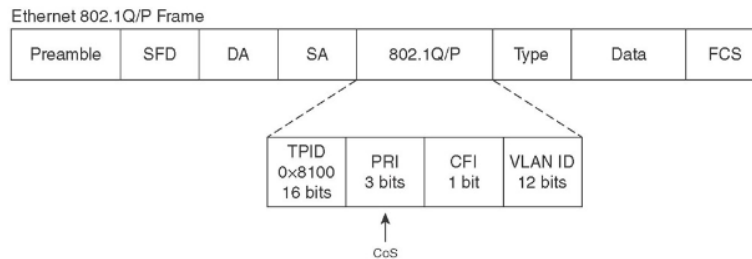 Ethernet 802.1Q/P Frame
Preamble SFD DA SA 802.1Q/P Type Data FCS
TPID PRI CFI VLAN ID
0×8100 3 bits 1 bit 12 bits
16 bits
CoS